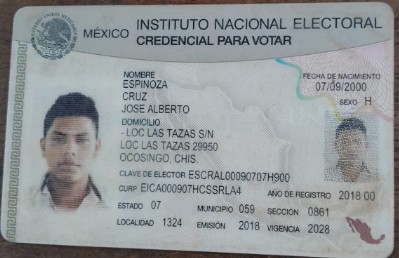 MÉXICO INSTITUTO NACIONAL ELECTORAL
CREDENCIAL PARA VOTAR
NOMBRE
ESPINOZA
CRUZ
JOSE ALBERTO
FECHA DE NACIMIENTO
07/09/2000
SEXO H
DOMICILIO
- LOC LAS TAZAS S/N
LOC LAS TAZAS 29950
OCOSINGO, CHIS.
CLAVE DE ELECTOR ESCRAL00090707H900
CURP EICA000907HCSSRLA4 AÑO DE REGISTRO 2018 00
ESTADO 07 MUNICIPIO 059 SECCIÓN 0861
LOCALIDAD 1324 EMISIÓN 2018 VIGENCIA 2028